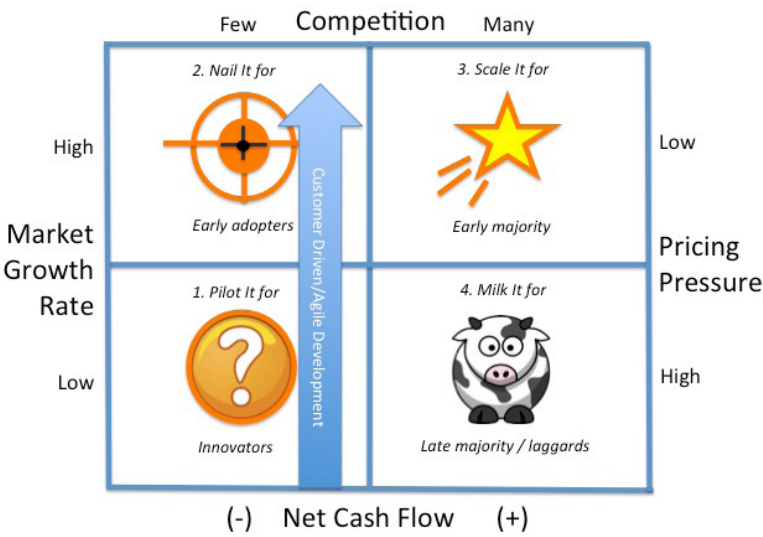 Competition
Few
Many
2. Nail It for
3. Scale It for
High
Low
Customer Driven/Agile Development
Early adopters
Early majority
Market
Growth
Rate
Pricing
Pressure
1. Pilot It for
4. Milk It for
?
Low
High
Innovators
Late majority / laggards
(-) Net Cash Flow (+)